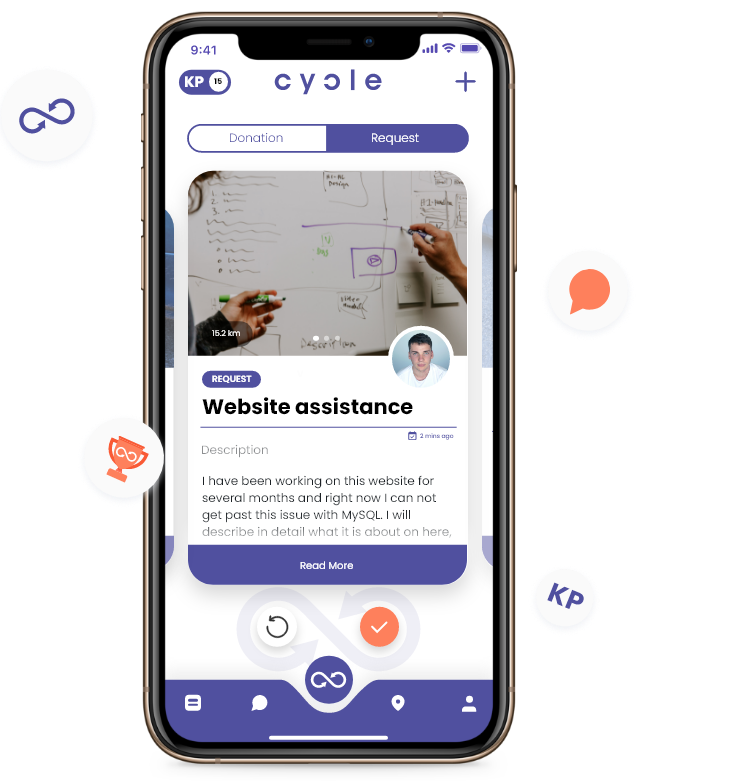 9:41
KP 15
cycle
Donation
Request
Design
15.2 km
REQUEST
Website assistance
2 mins ago
Description
I have been working on this website for
several months and right now I can not
get past this issue with MySQL. I will
describe in detail what it is about on here,
Read More
KP